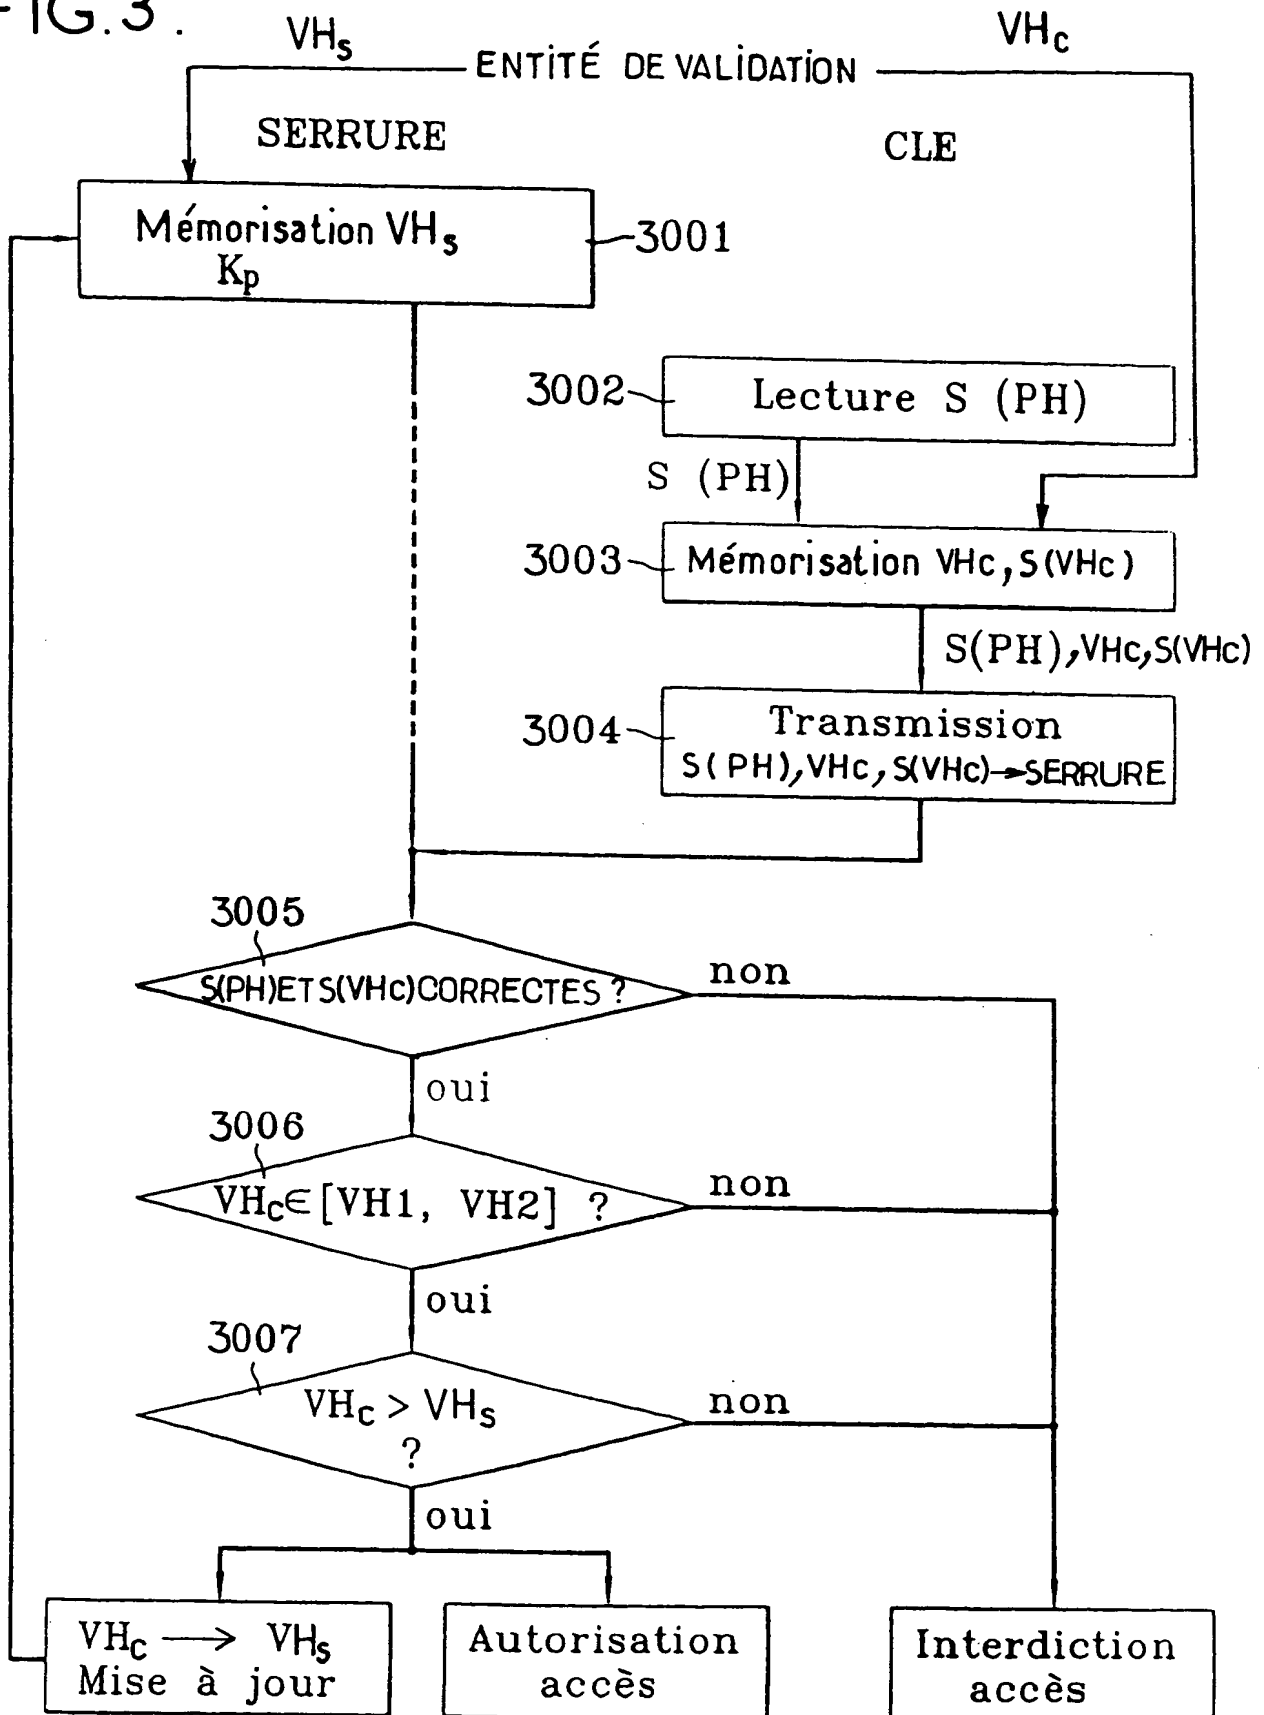 FIG.3.
VHs
VHc
ENTITÉ DE VALIDATION
SERRURE
CLE
Mémorisation VHs
Kp
3001
3002
Lecture S (PH)
S (PH)
3003
Mémorisation VHc, S(VHc)
S(PH), VHc, S(VHc)
3004
Transmission
S(PH), VHc, S(VHc)→SERRURE
3005
S(PH) ET S(VHc) CORRECTES ?
non
oui
3006
VHc∈[VH1, VH2] ?
non
oui
3007
VHc > VHs
?
non
oui
VHc → VHs
Mise à jour
Autorisation
accès
Interdiction
accès